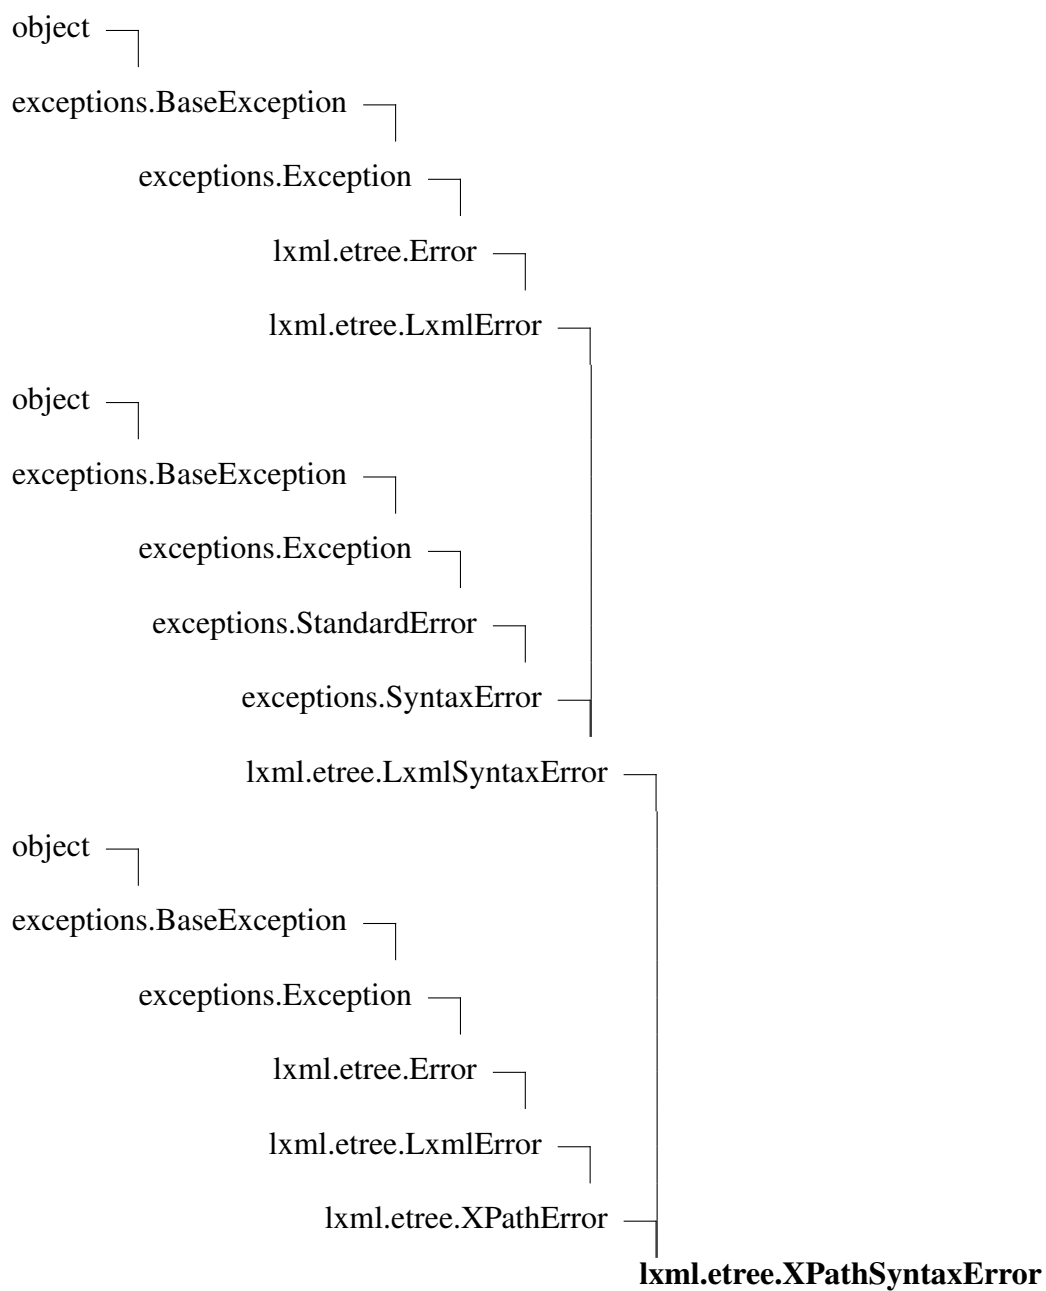 object
exceptions.BaseException
exceptions.Exception
lxml.etree.Error
lxml.etree.LxmlError
object
exceptions.BaseException
exceptions.Exception
exceptions.StandardError
exceptions.SyntaxError
lxml.etree.LxmlSyntaxError
object
exceptions.BaseException
exceptions.Exception
lxml.etree.Error
lxml.etree.LxmlError
lxml.etree.XPathError
lxml.etree.XPathSyntaxError